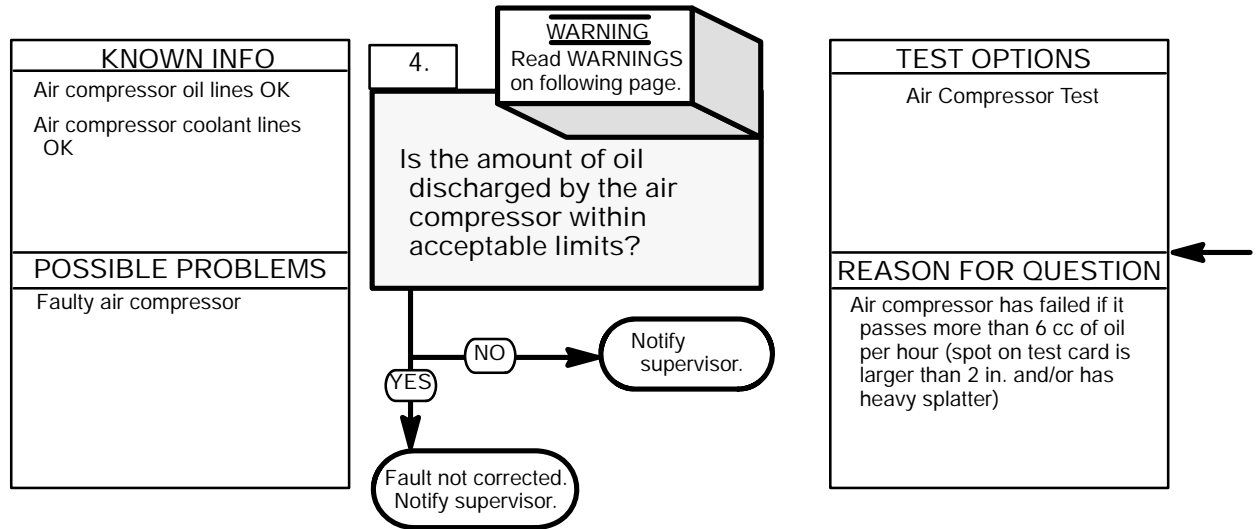 KNOWN INFO
Air compressor oil lines OK
Air compressor coolant lines
OK
POSSIBLE PROBLEMS
Faulty air compressor
4.
WARNING
Read WARNINGS
on following page.
Is the amount of oil
discharged by the air
compressor within
acceptable limits?
NO
Notify
supervisor.
YES
Fault not corrected.
Notify supervisor.
TEST OPTIONS
Air Compressor Test
REASON FOR QUESTION
Air compressor has failed if it
passes more than 6 cc of oil
per hour (spot on test card is
larger than 2 in. and/or has
heavy splatter)